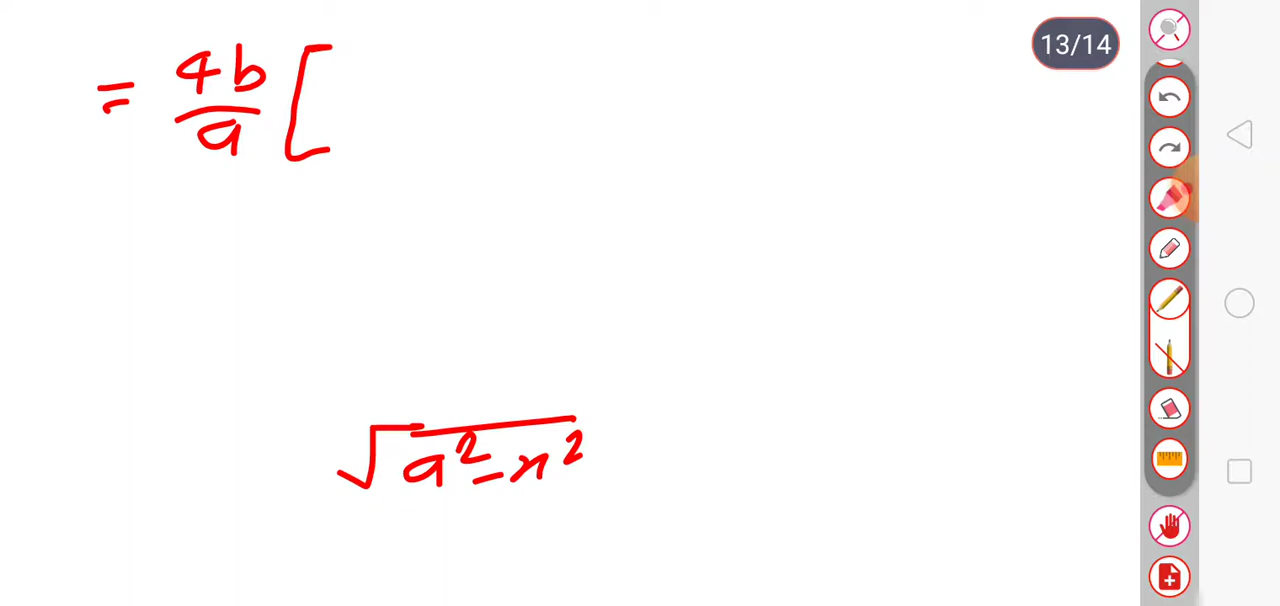 13/14
= 4b/a [
√(a² - x²)